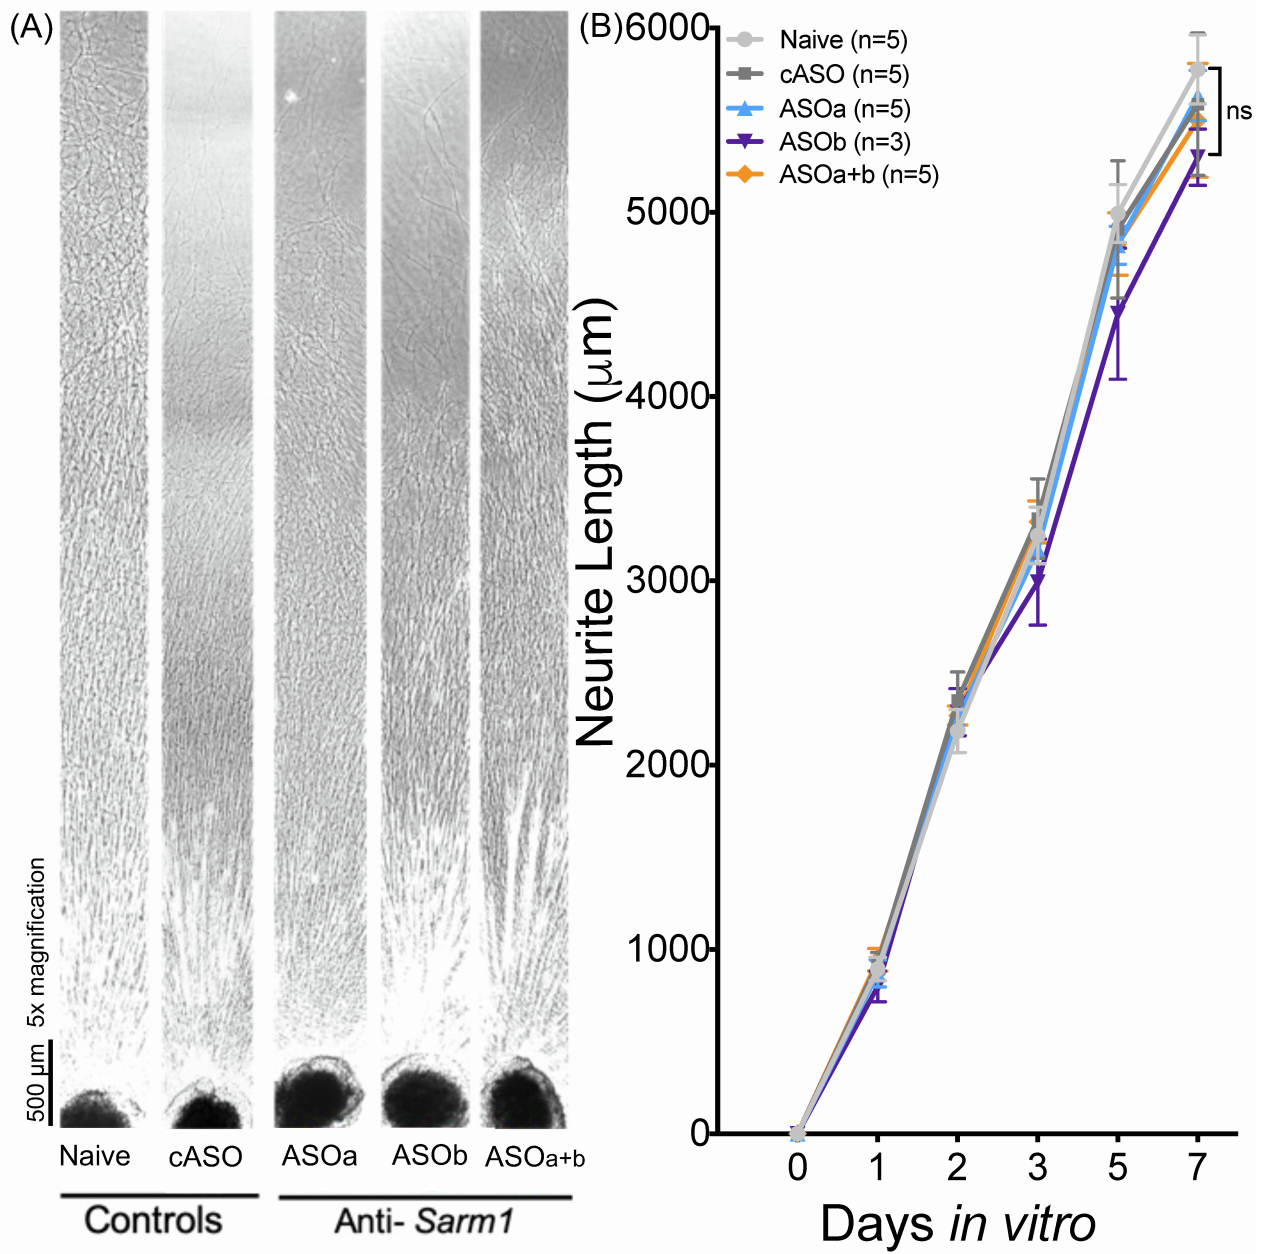 (A)
5x magnification
500 µm
Naive
cASO
ASOa
ASOb
ASOa+b
Controls
Anti- Sarm1
(B)
Naive (n=5)
cASO (n=5)
ASOa (n=5)
ASOb (n=3)
ASOa+b (n=5)
ns
Neurite Length (µm)
6000
5000
4000
3000
2000
1000
0
0 1 2 3 5 7
Days in vitro